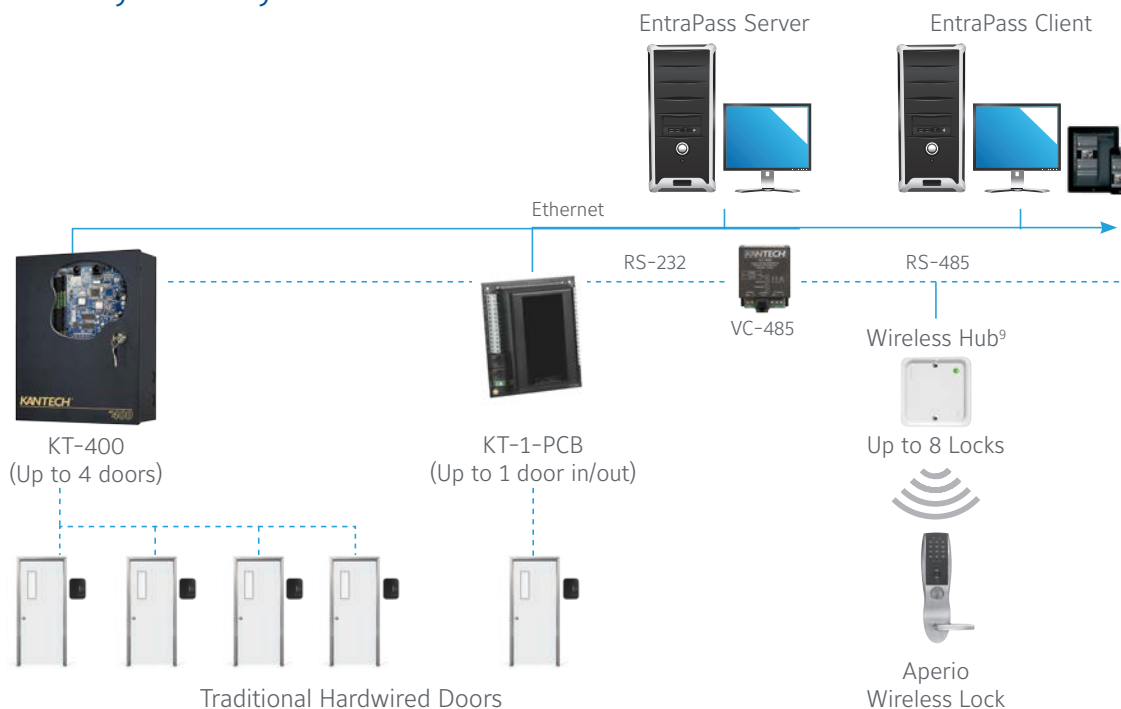 EntraPass Server
EntraPass Client
Ethernet
RS-232
RS-485
KANTECH
VC-485
Wireless Hub⁹
KANTECH
400
KT-400
(Up to 4 doors)
KT-1-PCB
(Up to 1 door in/out)
Up to 8 Locks
Aperio
Wireless Lock
Traditional Hardwired Doors